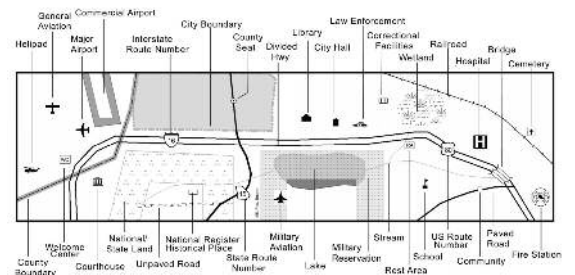 General
Aviation
Commercial Airport
Helipad
Major
Airport
Interstate
Route Number
City Boundary
County
Seal
Divided
Hwy
Library
City Hall
Law Enforcement
Correctional
Facilities
Wetland
Railroad
Hospital
Bridge
Cemetery
16
H
County
Boundary
Welcome
Center
Courthouse
National/
State Land
Unpaved Road
National Register
Historical Place
State Route
Number
Military
Aviation
Lake
Military
Reservation
Stream
Rest Area
School
US Route
Number
Community
Paved
Road
Fire Station